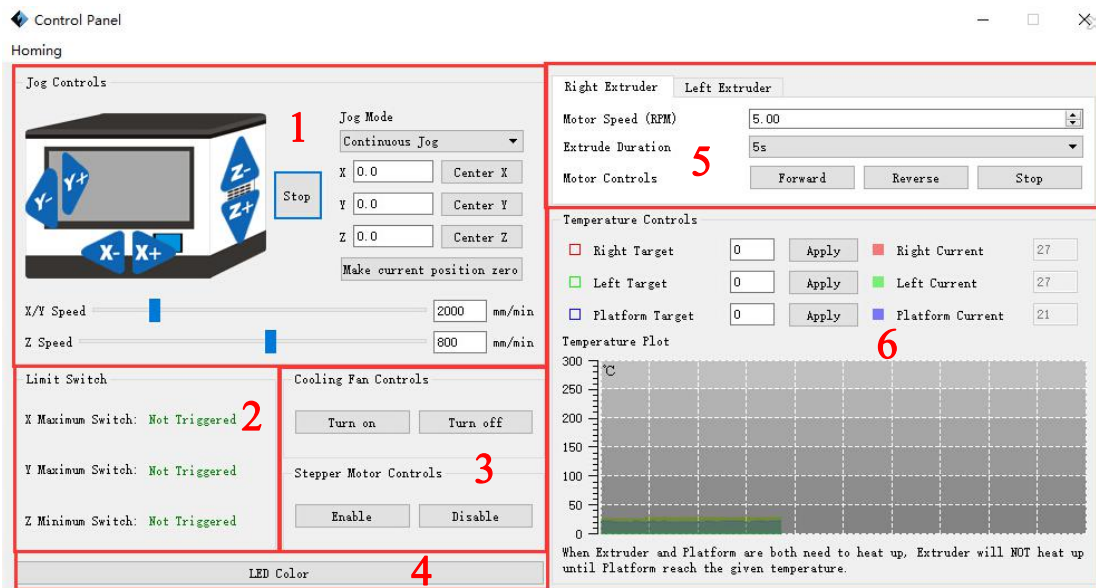 Control Panel
Homing
Jog Controls
1
Y- Y+
Z-
Z+
X- X+
Stop
Jog Mode
Continuous Jog
X 0.0 Center X
Y 0.0 Center Y
Z 0.0 Center Z
Make current position zero
X/Y Speed 2000 mm/min
Z Speed 800 mm/min
Limit Switch
2
X Maximum Switch: Not Triggered
Y Maximum Switch: Not Triggered
Z Minimum Switch: Not Triggered
Cooling Fan Controls
Turn on Turn off
3
Stepper Motor Controls
Enable Disable
LED Color
4
Right Extruder Left Extruder
Motor Speed (RPM) 5.00
Extrude Duration 5s
5
Motor Controls Forward Reverse Stop
Temperature Controls
Right Target 0 Apply Right Current 27
Left Target 0 Apply Left Current 27
Platform Target 0 Apply Platform Current 21
6
Temperature Plot
300
°C
250
200
150
100
50
0
When Extruder and Platform are both need to heat up, Extruder will NOT heat up
until Platform reach the given temperature.